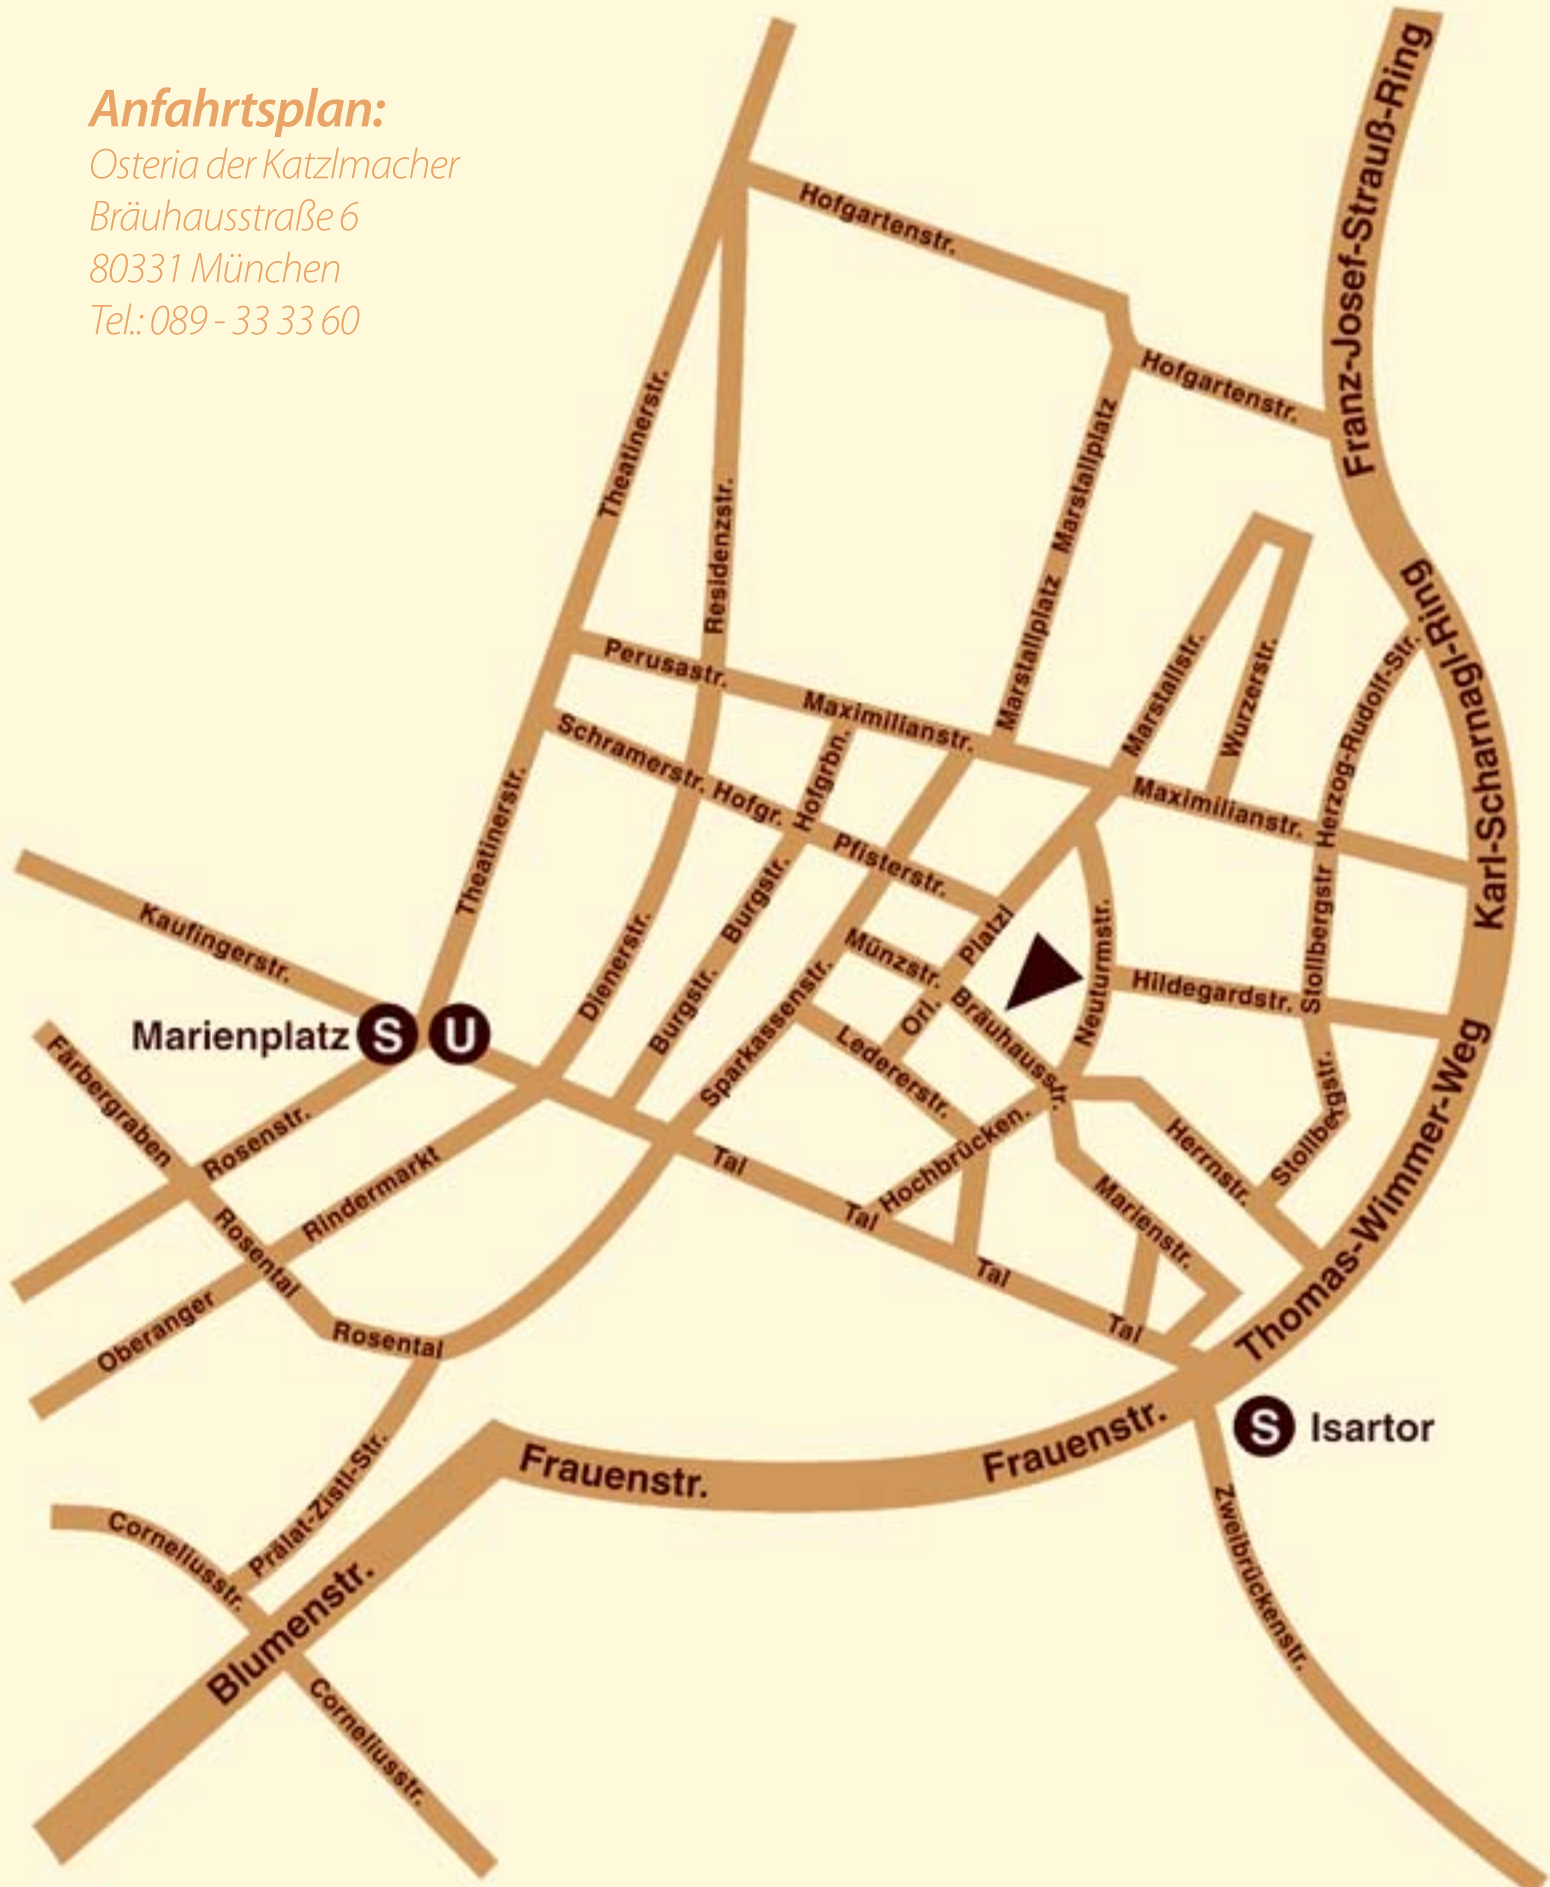 Anfahrtsplan:
Osteria der Katzlmacher
Bräuhausstraße 6
80331 München
Tel.: 089 - 33 33 60
Franz-Josef-Strauß-Ring
Hofgartenstr.
Hofgartenstr.
Theatinerstr.
Residenzstr.
Marstallplatz
Marstallplatz
Karl-Scharnagl-Ring
Perusastr.
Maximilianstr.
Marstallstr.
Wurzerstr.
Herzog-Rudolf-Str.
Schramerstr.
Hofgr.
Hofgrbn.
Maximilianstr.
Theatinerstr.
Pfisterstr.
Burgstr.
Kaufingerstr.
Dienerstr.
Platzl
Münzstr.
Neuturmstr.
Stollbergstr
Hildegardstr.
Marienplatz S U
Burgstr.
Sparkassenstr.
Orl.
Bräuhausstr.
Ledererstr.
Färbergraben
Rosenstr.
Stollbergstr.
Thomas-Wimmer-Weg
Herrnstr.
Hochbrücken.
Tal
Rindermarkt
Rosental
Tal
Marienstr.
Tal
Oberanger
Rosental
Tal
S Isartor
Frauenstr.
Frauenstr.
Prälat-Zistl-Str.
Corneliusstr.
Zweibrückenstr.
Blumenstr.
Corneliusstr.